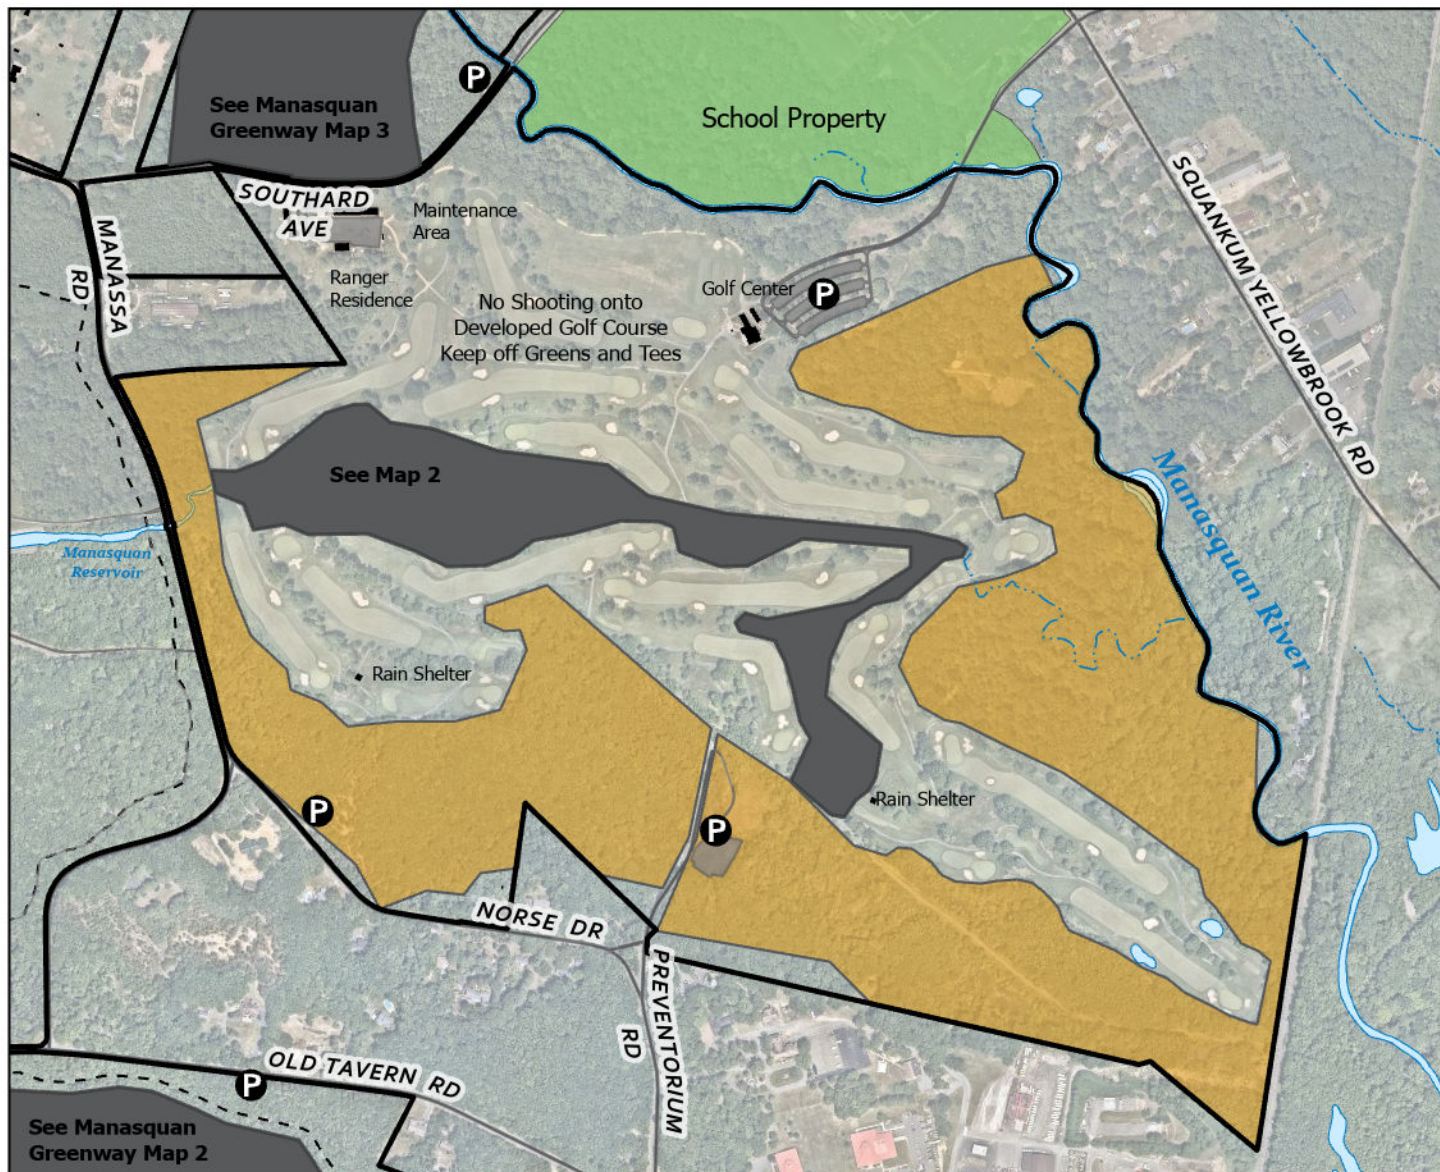 See Manasquan
Greenway Map 3
P
School Property
SOUTHARD
AVE
Maintenance
Area
Ranger
Residence
MANASSA
RD
No Shooting onto
Developed Golf Course
Keep off Greens and Tees
Golf Center
P
SQUANKUM YELLOWBROOK RD
See Map 2
Manasquan
Reservoir
Manasquan River
Rain Shelter
Rain Shelter
P
P
NORSE DR
PREVENTORIUM
RD
OLD TAVERN RD
P
See Manasquan
Greenway Map 2